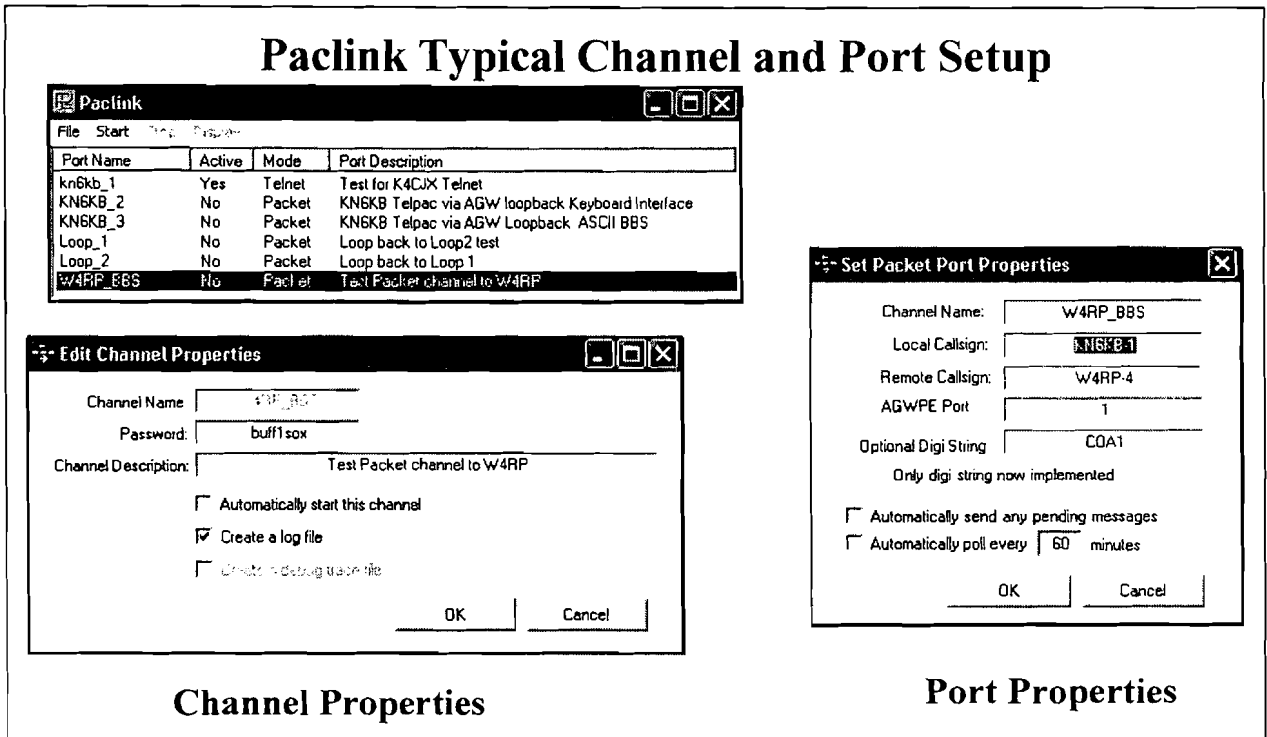 Paclink Typical Channel and Port Setup
Paclink
File Start
Port Name Active Mode Port Description
kn6kb_1 Yes Telnet Test for K4CJX Telnet
KN6KB_2 No Packet KN6KB Telpac via AGW loopback Keyboard Interface
KN6KB_3 No Packet KN6KB Telpac via AGW Loopback ASCII BBS
Loop_1 No Packet Loop back to Loop2 test
Loop_2 No Packet Loop back to Loop 1
W4RP_BBS No Packet Test Packet channel to W4RP
Edit Channel Properties
Channel Name
Password: buff1sox
Channel Description: Test Packet channel to W4RP
Automatically start this channel
Create a log file
Create a debug trace file
OK Cancel
Channel Properties
Set Packet Port Properties
Channel Name: W4RP_BBS
Local Callsign: KN6KB-1
Remote Callsign: W4RP-4
AGWPE Port 1
Optional Digi String COA1
Only digi string now implemented
Automatically send any pending messages
Automatically poll every 60 minutes
OK Cancel
Port Properties